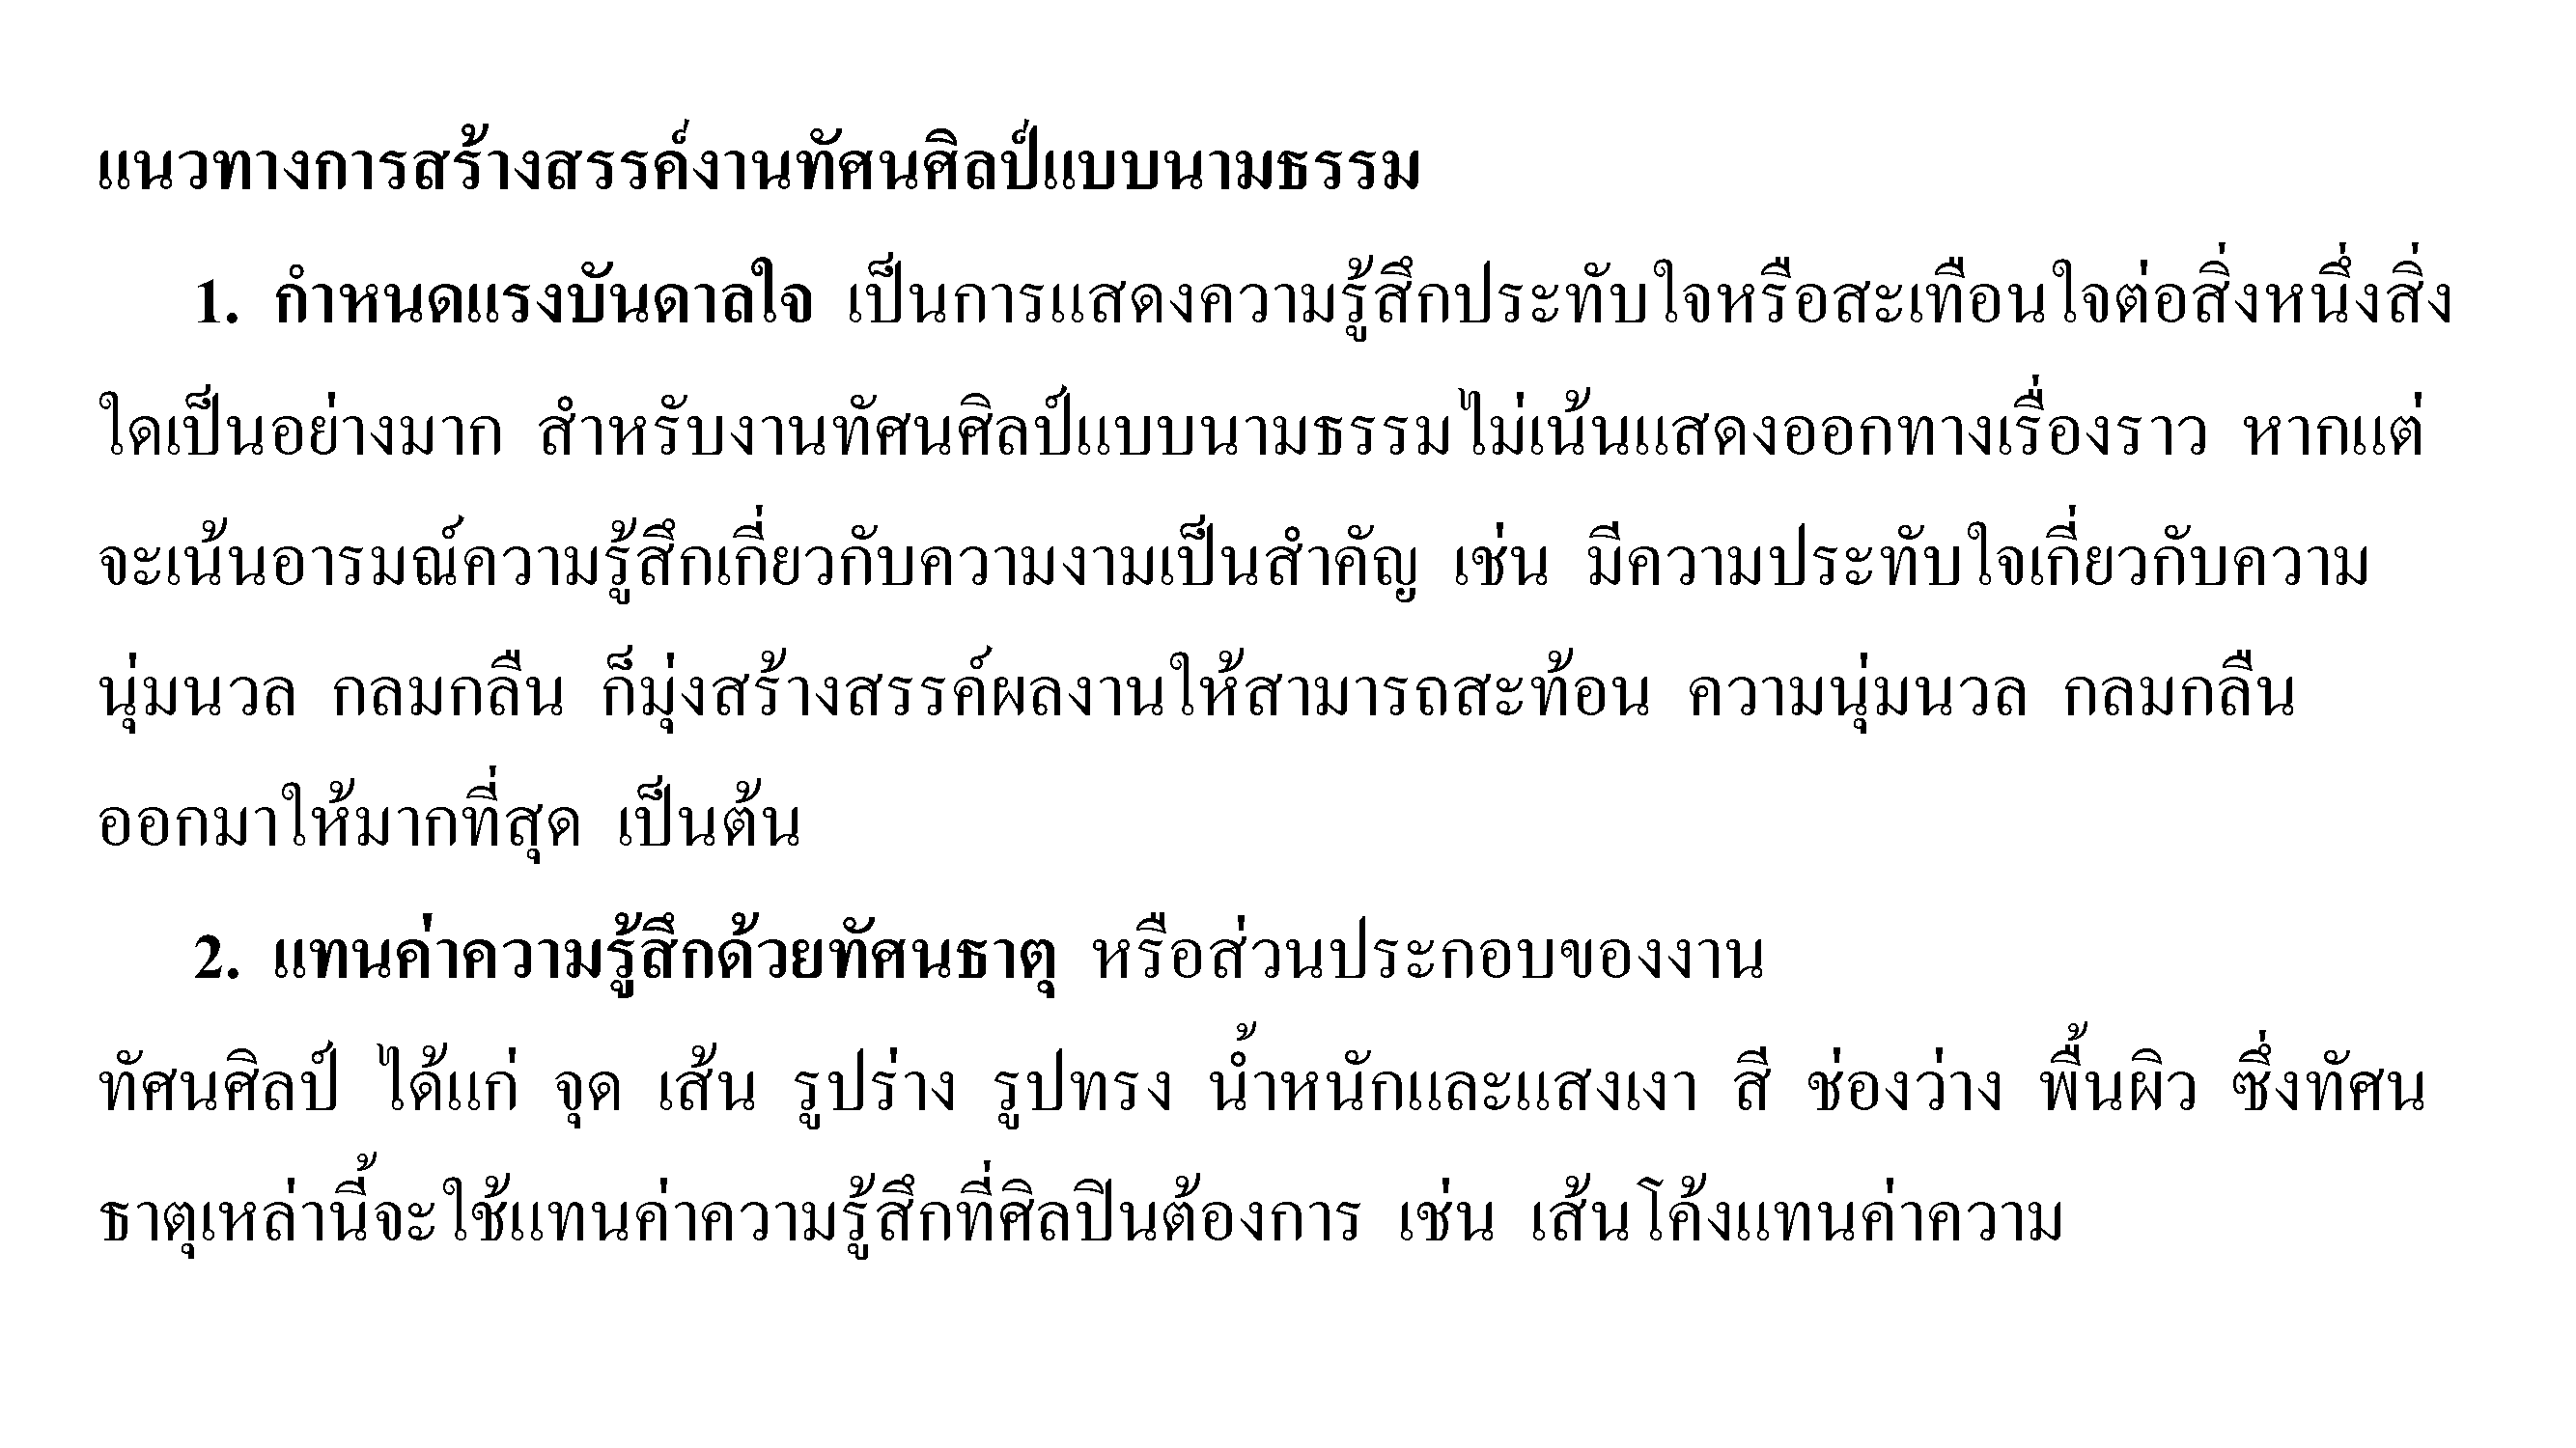 แนวทางการสร้างสรรค์งานทัศนศิลป์แบบนามธรรม
1. กำหนดแรงบันดาลใจ เป็นการแสดงความรู้สึกประทับใจหรือสะเทือนใจต่อสิ่งหนึ่งสิ่ง
ใดเป็นอย่างมาก สำหรับงานทัศนศิลป์แบบนามธรรมไม่เน้นแสดงออกทางเรื่องราว หากแต่
จะเน้นอารมณ์ความรู้สึกเกี่ยวกับความงามเป็นสำคัญ เช่น มีความประทับใจเกี่ยวกับความ
นุ่มนวล กลมกลืน ก็มุ่งสร้างสรรค์ผลงานให้สามารถสะท้อน ความนุ่มนวล กลมกลืน
ออกมาให้มากที่สุด เป็นต้น
2. แทนค่าความรู้สึกด้วยทัศนธาตุ หรือส่วนประกอบของงาน
ทัศนศิลป์ ได้แก่ จุด เส้น รูปร่าง รูปทรง น้ำหนักและแสงเงา สี ช่องว่าง พื้นผิว ซึ่งทัศน
ธาตุเหล่านี้จะใช้แทนค่าความรู้สึกที่ศิลปินต้องการ เช่น เส้นโค้งแทนค่าความ